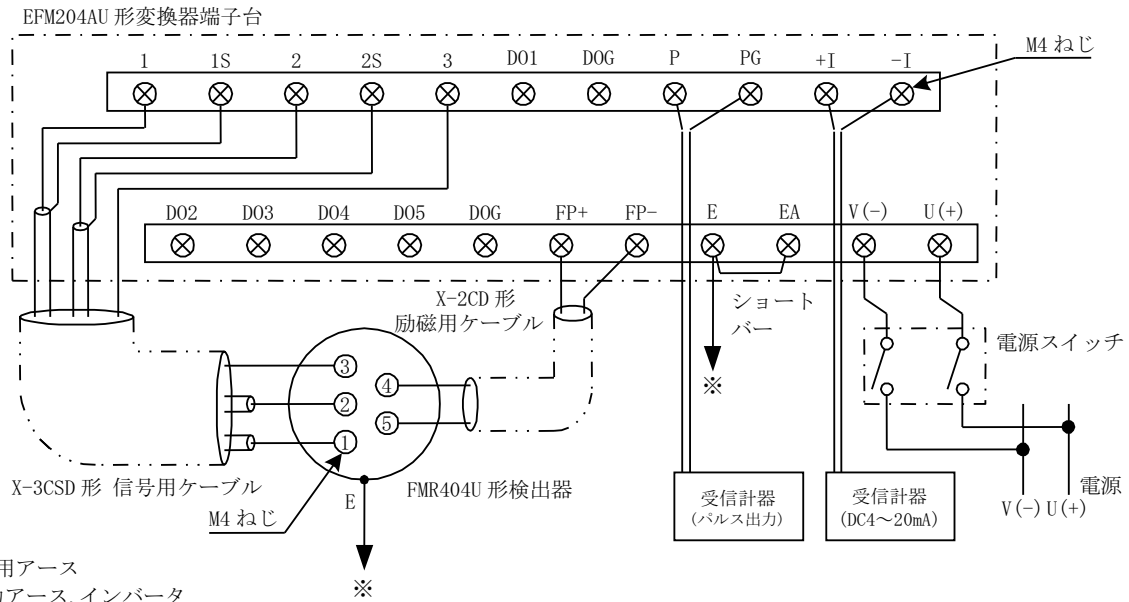 EFM204AU 形変換器端子台
M4 ねじ
1 1S 2 2S 3 DO1 DOG P PG +I -I
DO2 DO3 DO4 DO5 DOG FP+ FP- E EA V(-) U(+)
X-2CD 形
励磁用ケーブル
ショート
バー
電源スイッチ
※
3
4
2
5
1
X-3CSD 形 信号用ケーブル
FMR404U 形検出器
E
M4 ねじ
受信計器
(パルス出力)
受信計器
(DC4～20mA)
電源
V(-) U(+)
※
用アース
アース、インバータ